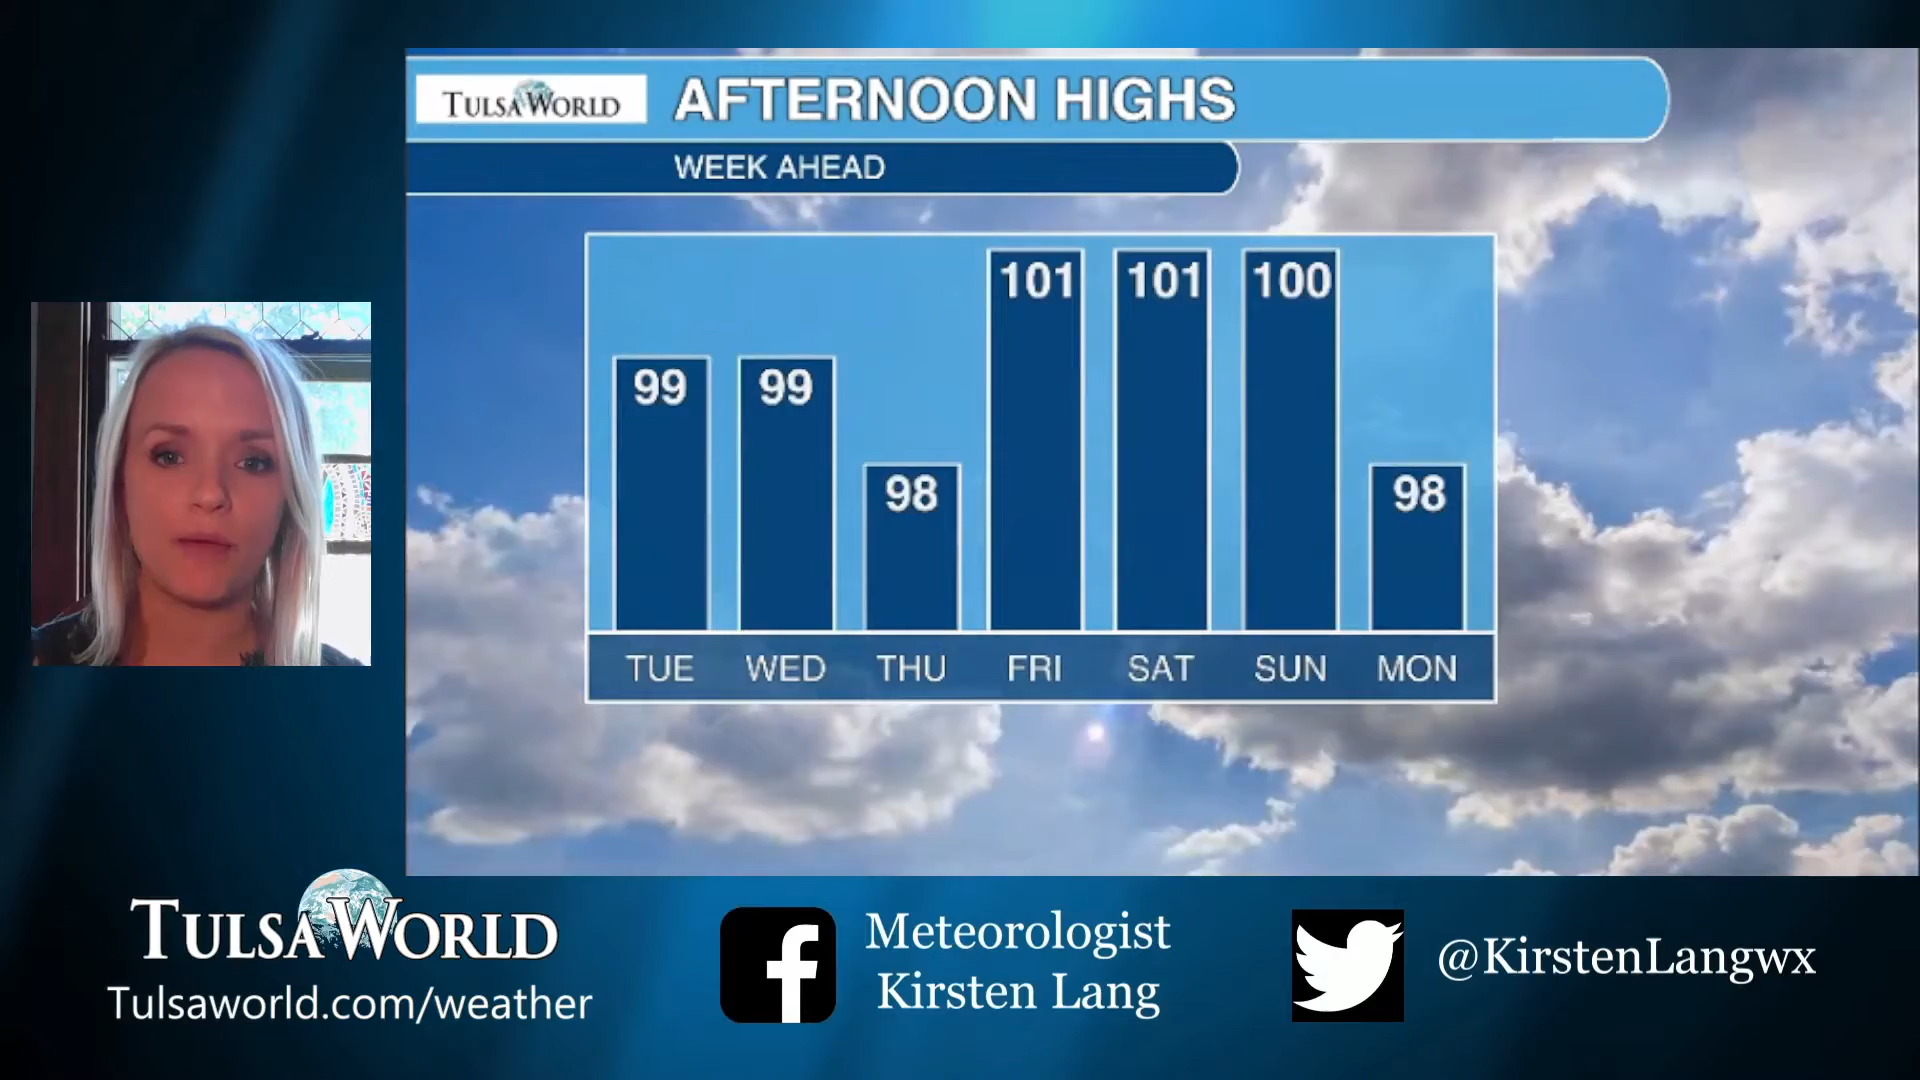 TULSA WORLD
AFTERNOON HIGHS
WEEK AHEAD
99 99 98 101 101 100 98
TUE WED THU FRI SAT SUN MON
TULSA WORLD
Tulsaworld.com/weather
Meteorologist
Kirsten Lang
@KirstenLangwx